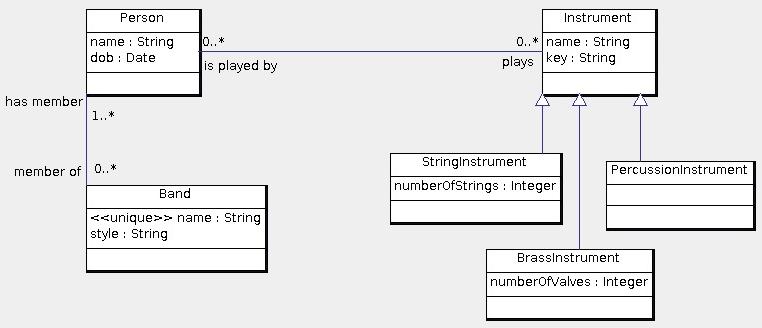 Person
name : String
dob : Date
0..*
is played by
0..*
plays
Instrument
name : String
key : String
has member
1..*
member of
0..*
Band
<<unique>> name : String
style : String
StringInstrument
numberOfStrings : Integer
PercussionInstrument
BrassInstrument
numberOfValves : Integer